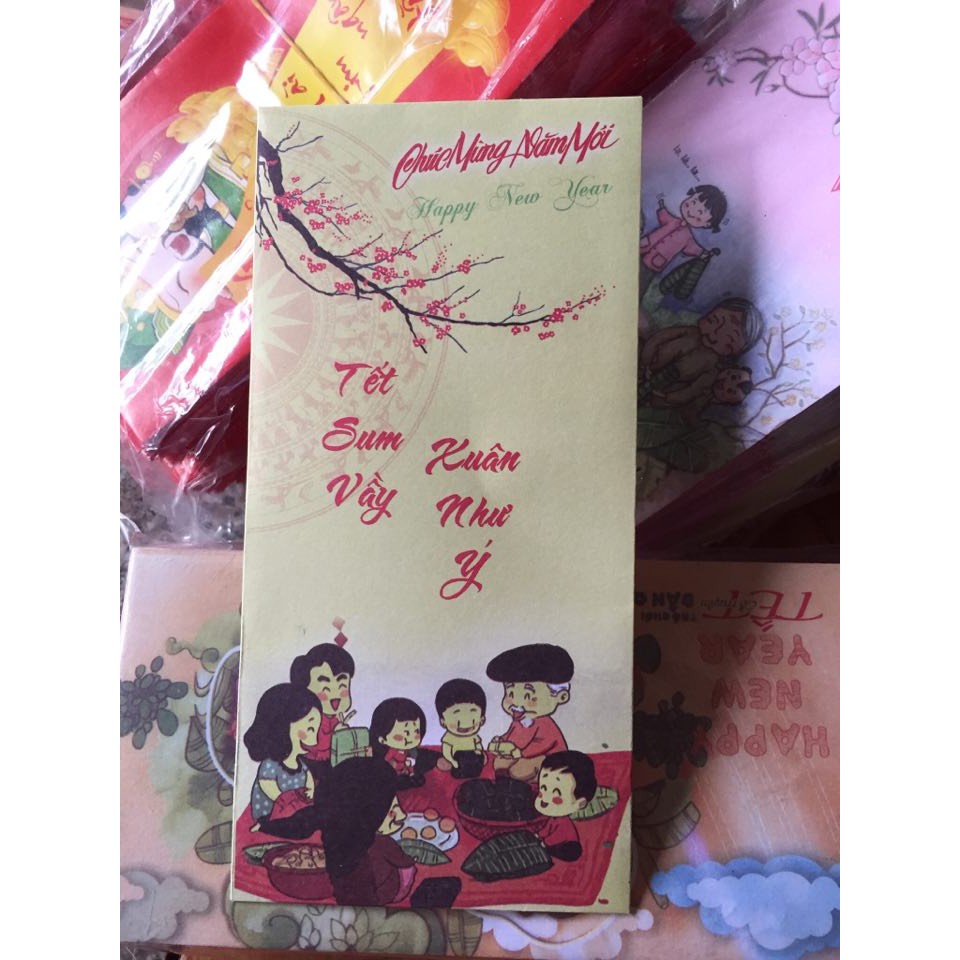 Chúc Mừng Năm Mới
Happy New Year
Tết
Sum
Vầy
Xuân
Như
Ý
TẾT
HAPPY
NEW
YEAR